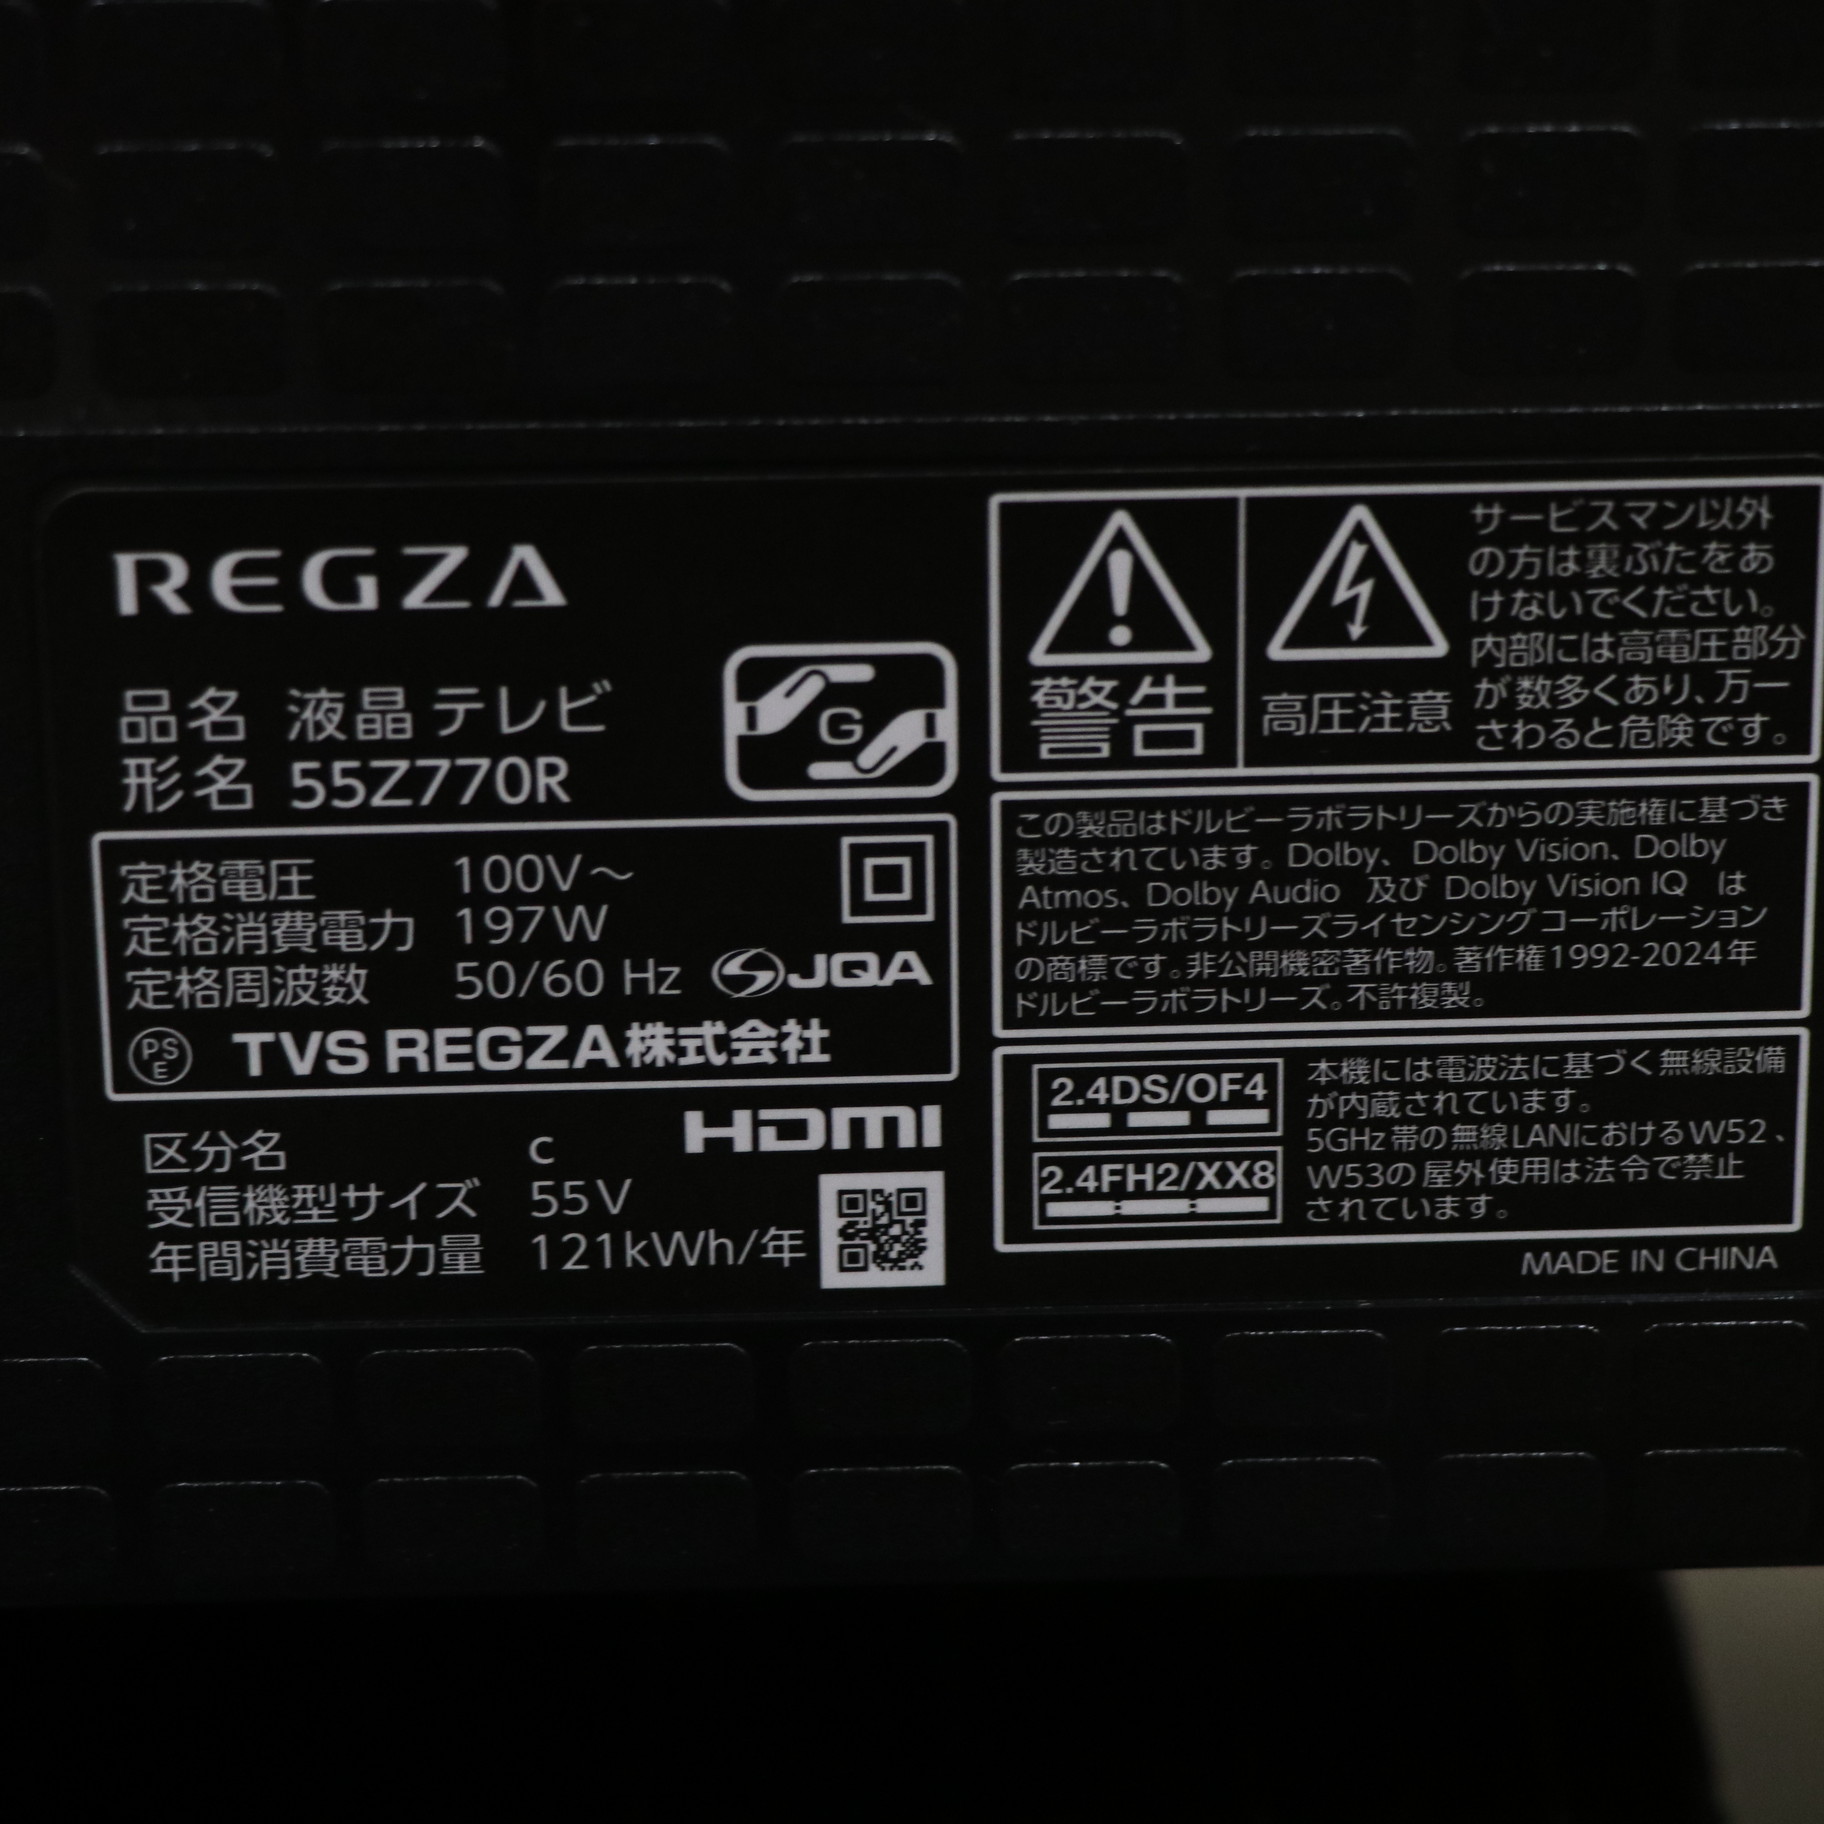 REGZA
品名 液晶テレビ
形名 55Z770R
G
定格電圧 100V～
定格消費電力 197W
定格周波数 50/60 Hz
JQA
PSE TVS REGZA株式会社
HDMI
区分名 c
受信機型サイズ 55V
年間消費電力量 121kWh/年
警告
高圧注意
サービスマン以外
の方は裏ぶたをあ
けないでください。
内部には高電圧部分
が数多くあり、万一
さわると危険です。
この製品はドルビーラボラトリーズからの実施権に基づき
製造されています。Dolby、Dolby Vision、Dolby
Atmos、Dolby Audio 及び Dolby Vision IQ は
ドルビーラボラトリーズライセンシングコーポレーション
の商標です。非公開機密著作物。著作権1992-2024年
ドルビーラボラトリーズ。不許複製。
2.4DS/OF4
2.4FH2/XX8
本機には電波法に基づく無線設備
が内蔵されています。
5GHz帯の無線LANにおけるW52、
W53の屋外使用は法令で禁止
されています。
MADE IN CHINA